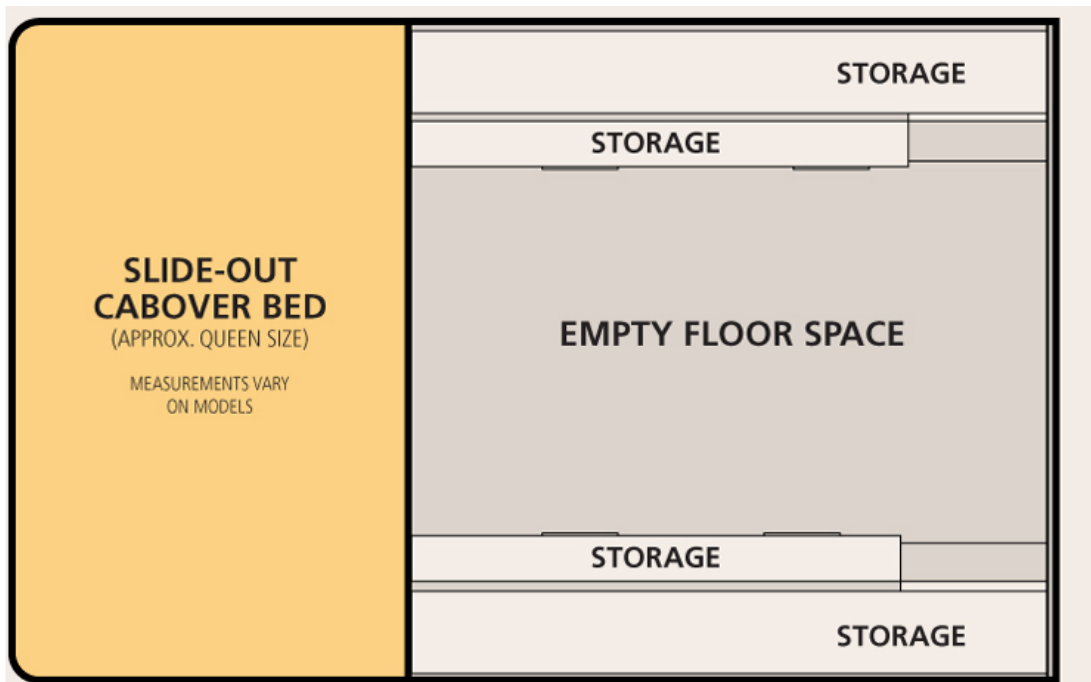 STORAGE
STORAGE
SLIDE-OUT
CABOVER BED
(APPROX. QUEEN SIZE)
MEASUREMENTS VARY
ON MODELS
EMPTY FLOOR SPACE
STORAGE
STORAGE